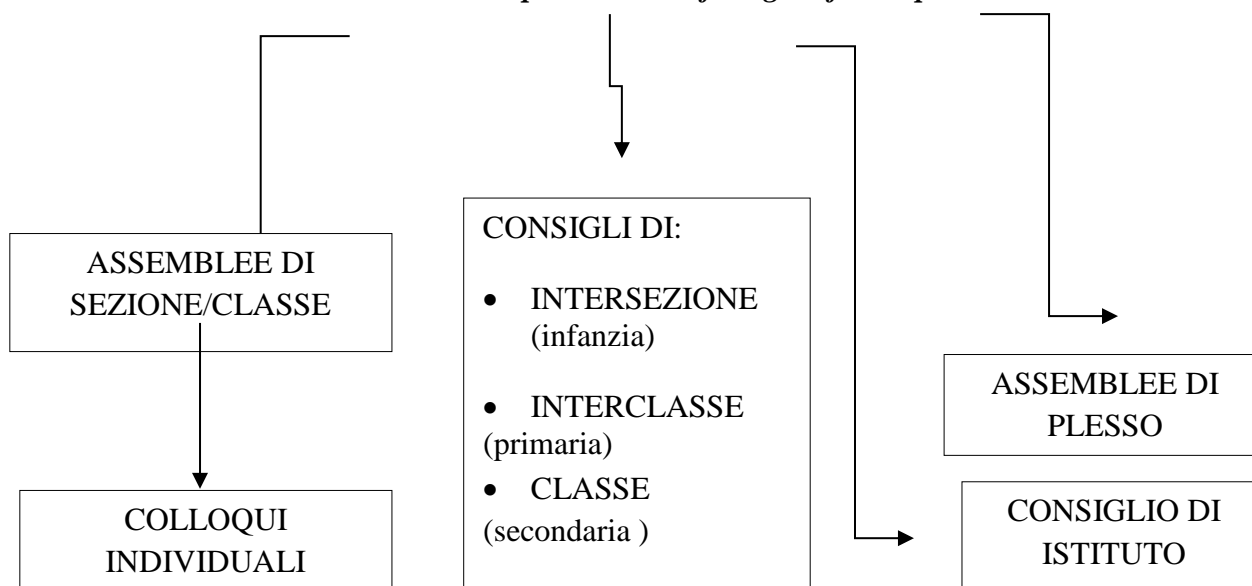 ASSEMBLEE DI
SEZIONE/CLASSE
COLLOQUI
INDIVIDUALI
CONSIGLI DI:
• INTERSEZIONE
(infanzia)
• INTERCLASSE
(primaria)
• CLASSE
(secondaria )
ASSEMBLEE DI
PLESSO
CONSIGLIO DI
ISTITUTO